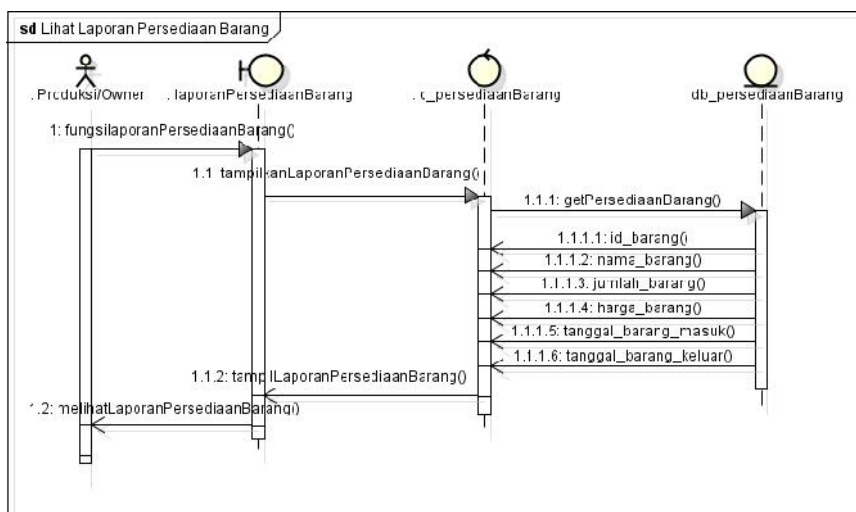 sd Lihat Laporan Persediaan Barang
: Produksi/Owner
: laporanPersediaanBarang
: c_persediaanBarang
db_persediaanBarang
1: fungsilaporanPersediaanBarang()
1.1: tampilkanLaporanPersediaanBarang()
1.1.1: getPersediaanBarang()
1.1.1.1: id_barang()
1.1.1.2: nama_barang()
1.1.1.3: jumlah_barang()
1.1.1.4: harga_barang()
1.1.1.5: tanggal_barang_masuk()
1.1.1.6: tanggal_barang_keluar()
1.1.2: tampilLaporanPersediaanBarang()
1.2: melihatLaporanPersediaanBarang()